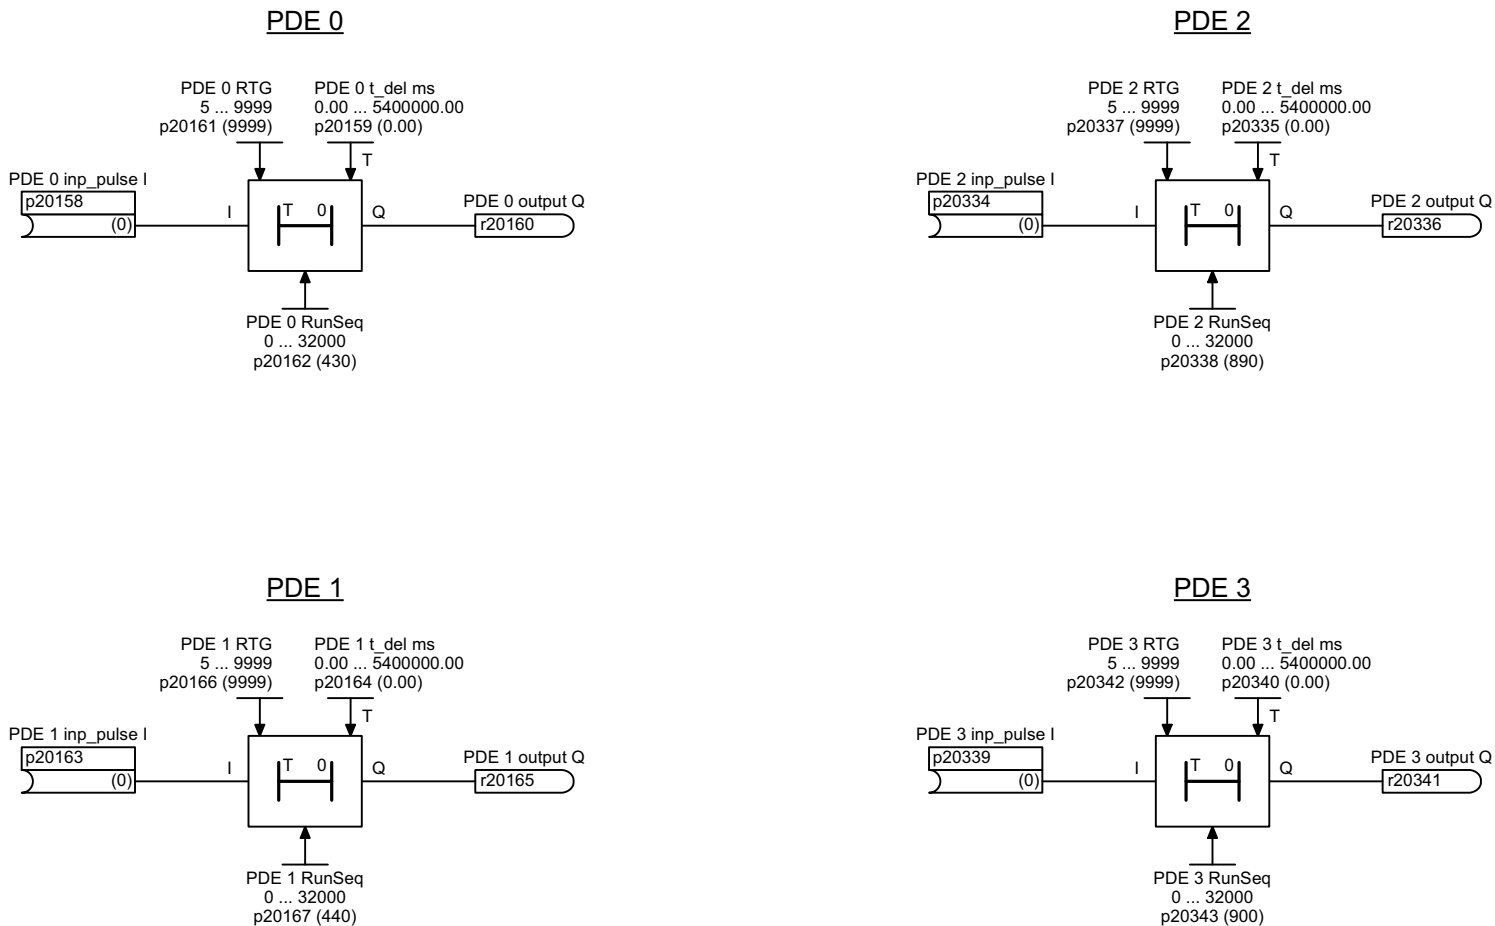 PDE 0
PDE 0 RTG
5 ... 9999
p20161 (9999)
PDE 0 t_del ms
0.00 ... 5400000.00
p20159 (0.00)
T
PDE 0 inp_pulse I
p20158
(0)
I
T 0
Q
PDE 0 output Q
r20160
PDE 0 RunSeq
0 ... 32000
p20162 (430)
PDE 2
PDE 2 RTG
5 ... 9999
p20337 (9999)
PDE 2 t_del ms
0.00 ... 5400000.00
p20335 (0.00)
T
PDE 2 inp_pulse I
p20334
(0)
I
T 0
Q
PDE 2 output Q
r20336
PDE 2 RunSeq
0 ... 32000
p20338 (890)
PDE 1
PDE 1 RTG
5 ... 9999
p20166 (9999)
PDE 1 t_del ms
0.00 ... 5400000.00
p20164 (0.00)
T
PDE 1 inp_pulse I
p20163
(0)
I
T 0
Q
PDE 1 output Q
r20165
PDE 1 RunSeq
0 ... 32000
p20167 (440)
PDE 3
PDE 3 RTG
5 ... 9999
p20342 (9999)
PDE 3 t_del ms
0.00 ... 5400000.00
p20340 (0.00)
T
PDE 3 inp_pulse I
p20339
(0)
I
T 0
Q
PDE 3 output Q
r20341
PDE 3 RunSeq
0 ... 32000
p20343 (900)